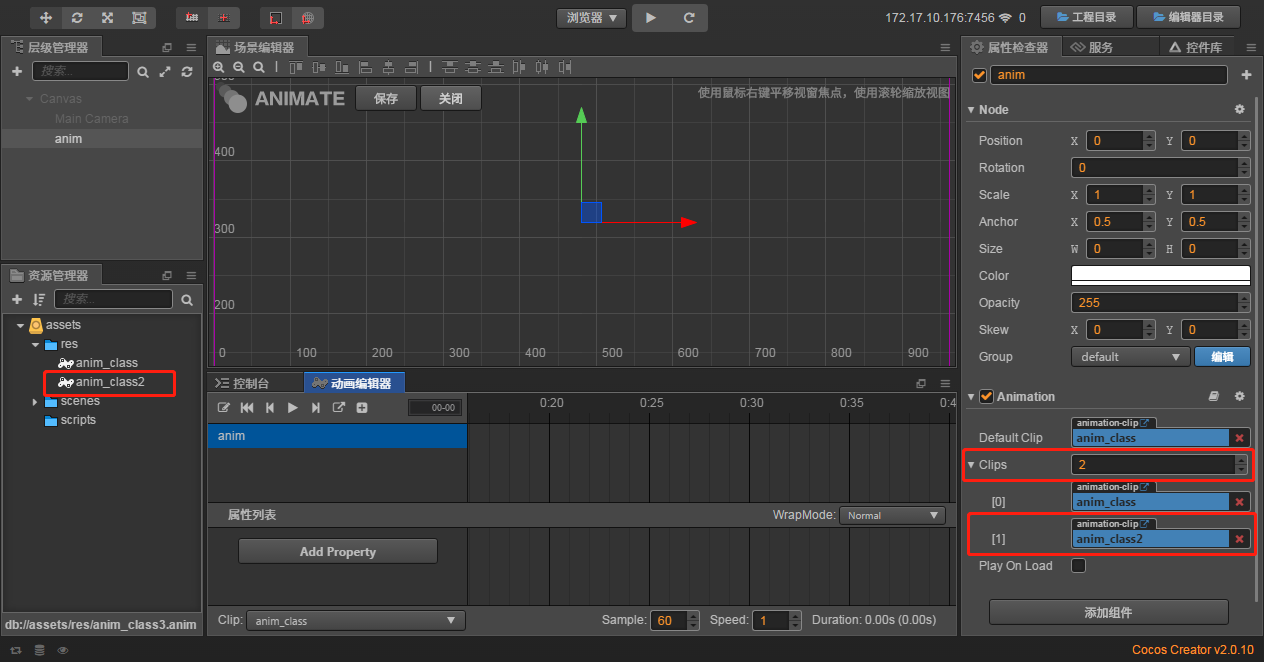 浏览器
172.17.10.176:7456
0
工程目录
编辑器目录
层级管理器
搜索...
Canvas
Main Camera
anim
资源管理器
搜索...
assets
res
anim_class
anim_class2
scenes
scripts
db://assets/res/anim_class3.anim
场景编辑器
ANIMATE
保存
关闭
使用鼠标右键平移视窗焦点，使用滚轮缩放视图
500
400
300
200
0 100 200 300 400 500 600 700 800 900
控制台
动画编辑器
00-00
0:20 0:25 0:30 0:35 0:4
anim
属性列表
WrapMode: Normal
Add Property
Clip: anim_class
Sample: 60 Speed: 1 Duration: 0.00s (0.00s)
属性检查器
服务
控件库
anim
Node
Position X 0 Y 0
Rotation 0
Scale X 1 Y 1
Anchor X 0.5 Y 0.5
Size W 0 H 0
Color
Opacity 255
Skew X 0 Y 0
Group default 编辑
Animation
animation-clip
Default Clip anim_class
Clips 2
animation-clip
[0] anim_class
animation-clip
[1] anim_class2
Play On Load
添加组件
Cocos Creator v2.0.10